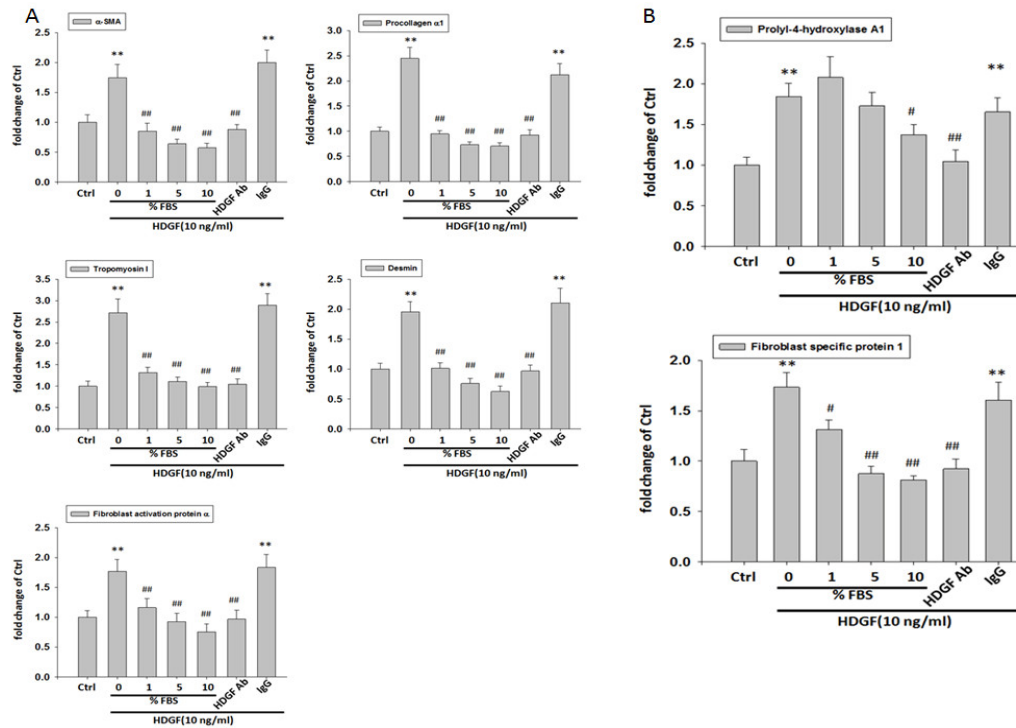 A
α-SMA
fold change of Ctrl
2.5
2.0
1.5
1.0
0.5
0.0
** ## ## ## ## **
Ctrl 0 1 5 10 HDGF Ab IgG
% FBS
HDGF(10 ng/ml)
Procollagen α1
fold change of Ctrl
3.0
2.5
2.0
1.5
1.0
0.5
0.0
** ## ## ## ## **
Ctrl 0 1 5 10 HDGF Ab IgG
% FBS
HDGF(10 ng/ml)
Tropomyosin I
fold change of Ctrl
3.5
3.0
2.5
2.0
1.5
1.0
0.5
0.0
** ## ## ## ## **
Ctrl 0 1 5 10 HDGF Ab IgG
% FBS
HDGF(10 ng/ml)
Desmin
fold change of Ctrl
2.5
2.0
1.5
1.0
0.5
0.0
** ## ## ## ## **
Ctrl 0 1 5 10 HDGF Ab IgG
% FBS
HDGF(10 ng/ml)
Fibroblast activation protein α
fold change of Ctrl
2.5
2.0
1.5
1.0
0.5
0.0
** ## ## ## ## **
Ctrl 0 1 5 10 HDGF Ab IgG
% FBS
HDGF(10 ng/ml)
B
Prolyl-4-hydroxylase A1
fold change of Ctrl
2.5
2.0
1.5
1.0
0.5
0.0
** # ## **
Ctrl 0 1 5 10 HDGF Ab IgG
% FBS
HDGF(10 ng/ml)
Fibroblast specific protein 1
fold change of Ctrl
2.0
1.5
1.0
0.5
0.0
** # ## ## ## **
Ctrl 0 1 5 10 HDGF Ab IgG
% FBS
HDGF(10 ng/ml)